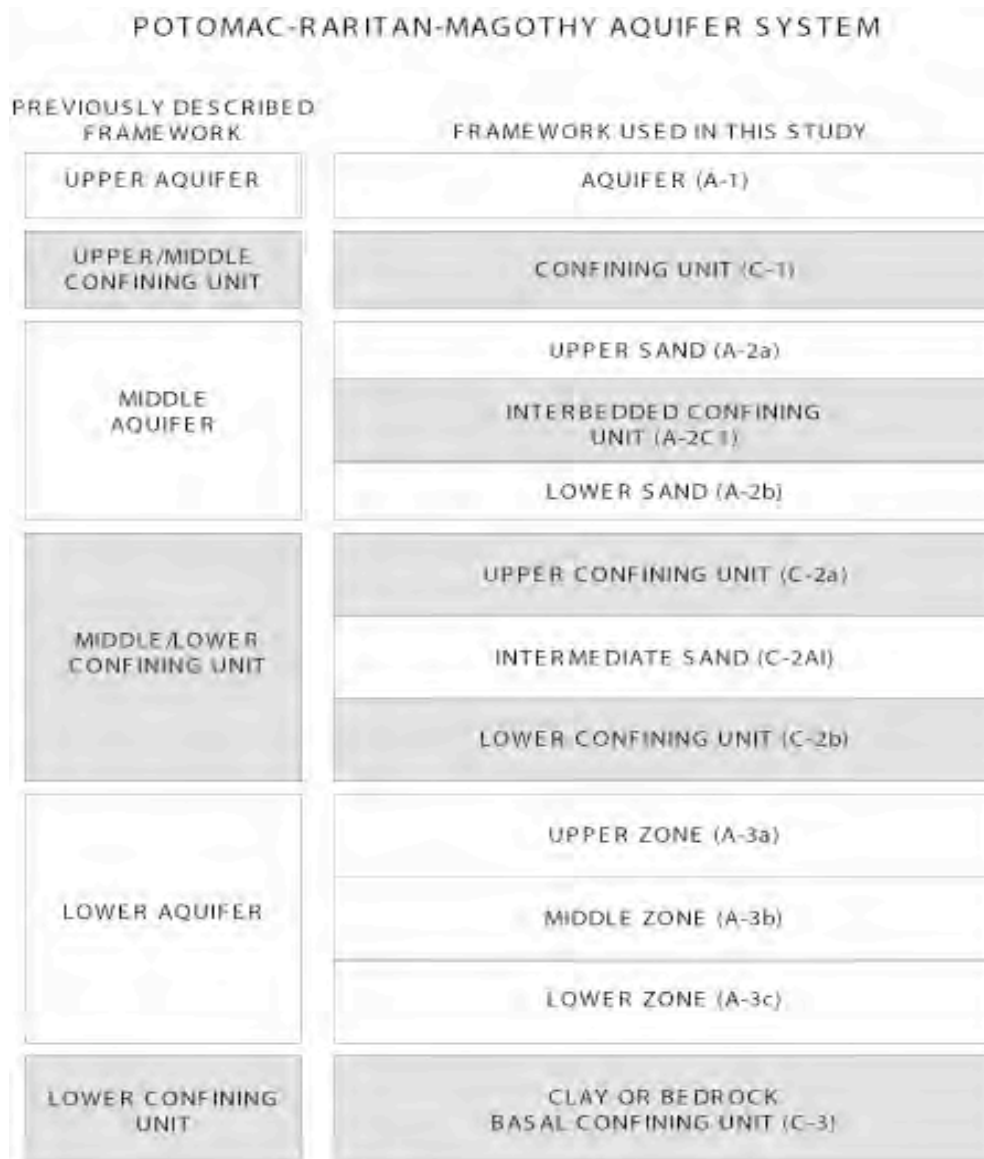 POTOMAC-RARITAN-MAGOTHY AQUIFER SYSTEM
PREVIOUSLY DESCRIBED
FRAMEWORK
FRAMEWORK USED IN THIS STUDY
UPPER AQUIFER
AQUIFER (A-1)
UPPER/MIDDLE
CONFINING UNIT
CONFINING UNIT (C-1)
MIDDLE
AQUIFER
UPPER SAND (A-2a)
INTERBEDDED CONFINING
UNIT (A-2C1)
LOWER SAND (A-2b)
MIDDLE/LOWER
CONFINING UNIT
UPPER CONFINING UNIT (C-2a)
INTERMEDIATE SAND (C-2AI)
LOWER CONFINING UNIT (C-2b)
LOWER AQUIFER
UPPER ZONE (A-3a)
MIDDLE ZONE (A-3b)
LOWER ZONE (A-3c)
LOWER CONFINING
UNIT
CLAY OR BEDROCK
BASAL CONFINING UNIT (C-3)